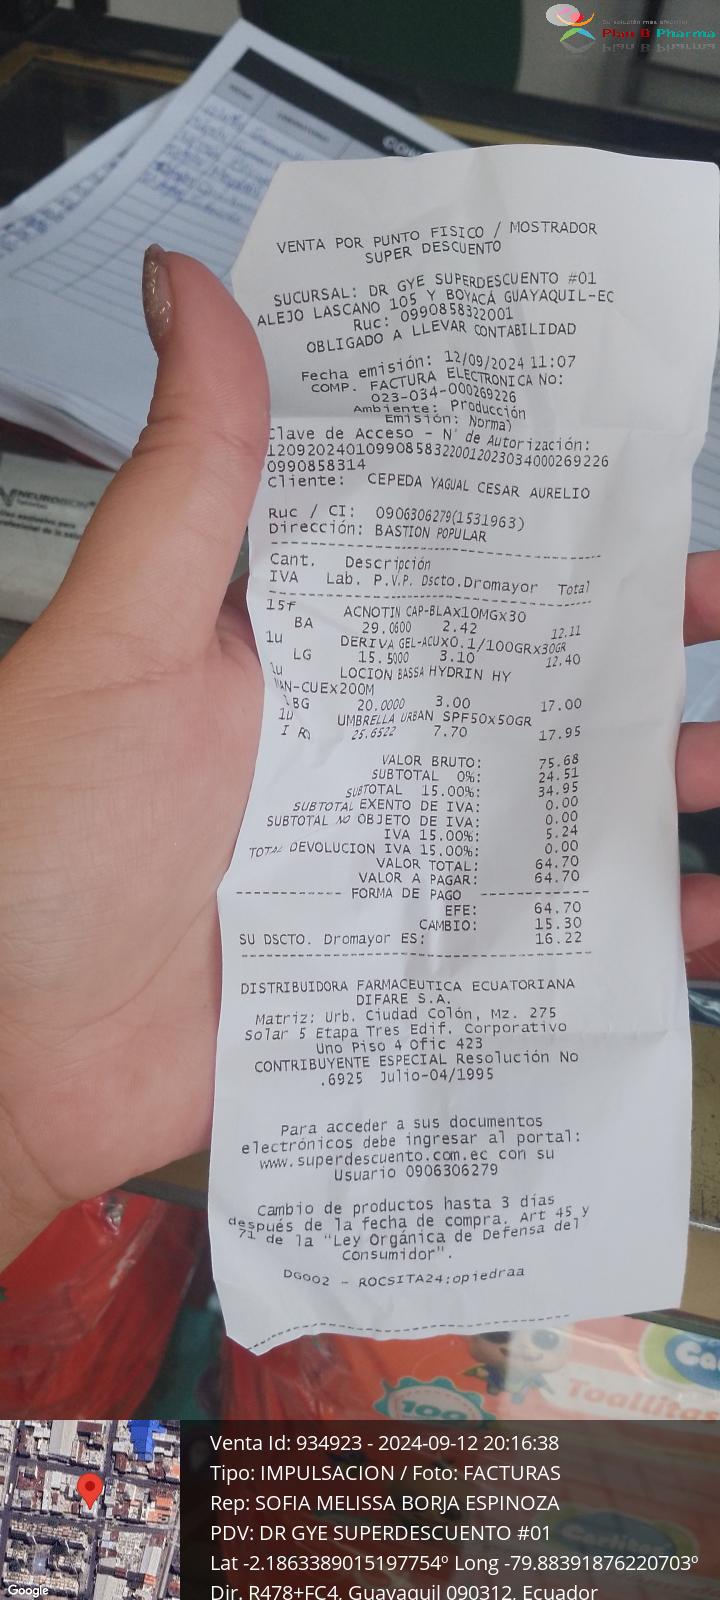 Su solución más efectiva
Plan B Pharma
NEUROBION
VENTA POR PUNTO FISICO / MOSTRADOR
SUPER DESCUENTO
SUCURSAL: DR GYE SUPERDESCUENTO #01
ALEJO LASCANO 105 Y BOYACÁ GUAYAQUIL-EC
Ruc: 0990858322001
OBLIGADO A LLEVAR CONTABILIDAD
Fecha emisión: 12/09/2024 11:07
COMP. FACTURA ELECTRONICA No:
023-034-000269226
Ambiente: Producción
Emisión: Normal
Clave de Acceso - N° de Autorización:
120920240109908583220012023034000269226
0990858314
Cliente: CEPEDA YAGUAL CESAR AURELIO
Ruc / CI: 0906306279(1531963)
Dirección: BASTION POPULAR
Cant. Descripción
IVA Lab. P.V.P. Dscto.Dromayor Total
15f ACNOTIN CAP-BLAx10MGx30
BA 29.0600 2.42 12.11
1u DERIVA GEL-ACUX0.1/100GRx30GR
LG 15.5000 3.10 12.40
1u LOCION BASSA HYDRIN HY
MAN-CUEx200M
BG 20.0000 3.00 17.00
1u UMBRELLA URBAN SPF50x50GR
I R) 25.6522 7.70 17.95
VALOR BRUTO: 75.68
SUBTOTAL 0%: 24.51
SUBTOTAL 15.00%: 34.95
SUBTOTAL EXENTO DE IVA: 0.00
SUBTOTAL NO OBJETO DE IVA: 0.00
IVA 15.00%: 5.24
TOTAL DEVOLUCION IVA 15.00%: 0.00
VALOR TOTAL: 64.70
VALOR A PAGAR: 64.70
------------ FORMA DE PAGO ------------
EFE: 64.70
CAMBIO: 15.30
SU DSCTO. Dromayor ES: 16.22
DISTRIBUIDORA FARMACEUTICA ECUATORIANA
DIFARE S.A.
Matriz: Urb. Ciudad Colón, Mz. 275
Solar 5 Etapa Tres Edif. Corporativo
Uno Piso 4 Ofic 423
CONTRIBUYENTE ESPECIAL Resolución No
.6925 Julio-04/1995
Para acceder a sus documentos
electrónicos debe ingresar al portal:
www.superdescuento.com.ec con su
Usuario 0906306279
Cambio de productos hasta 3 días
después de la fecha de compra. Art 45 y
71 de la "Ley Orgánica de Defensa del
Consumidor".
DG002 - ROCSITA24:opiedraa
100
Toallitas
Venta Id: 934923 - 2024-09-12 20:16:38
Tipo: IMPULSACION / Foto: FACTURAS
Rep: SOFIA MELISSA BORJA ESPINOZA
PDV: DR GYE SUPERDESCUENTO #01
Lat -2.1863389015197754º Long -79.88391876220703º
Dir. R478+FC4, Guayaquil 090312, Ecuador
Google